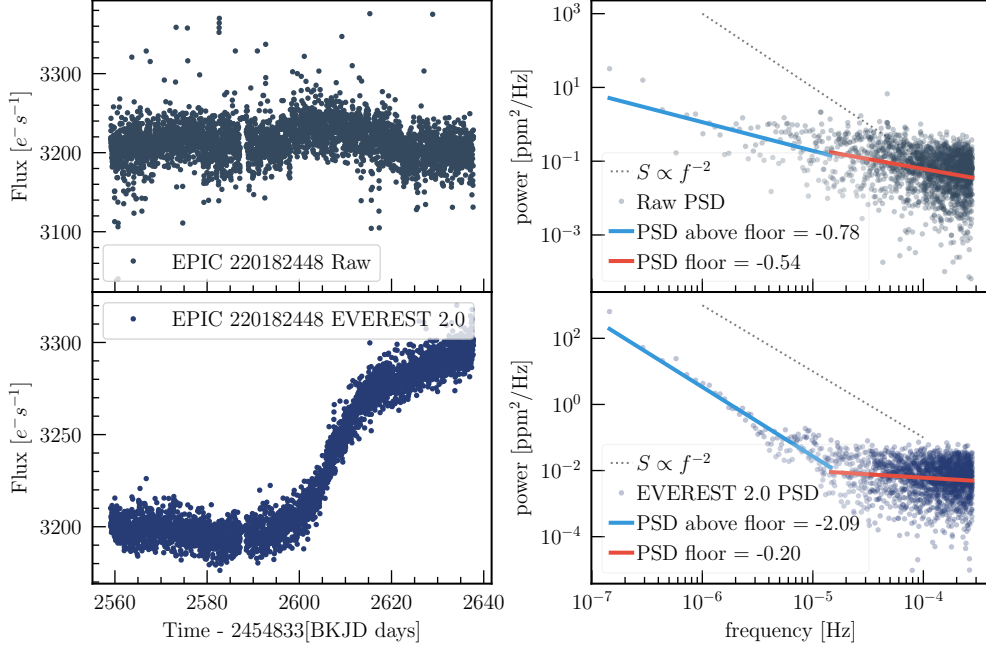 Flux [e⁻ s⁻¹]
3300
3200
3100
EPIC 220182448 Raw
power [ppm²/Hz]
10³
10¹
10⁻¹
10⁻³
S ∝ f⁻²
Raw PSD
PSD above floor = -0.78
PSD floor = -0.54
Flux [e⁻ s⁻¹]
3300
3250
3200
EPIC 220182448 EVEREST 2.0
2560 2580 2600 2620 2640
Time - 2454833[BKJD days]
power [ppm²/Hz]
10²
10⁰
10⁻²
10⁻⁴
S ∝ f⁻²
EVEREST 2.0 PSD
PSD above floor = -2.09
PSD floor = -0.20
10⁻⁷ 10⁻⁶ 10⁻⁵ 10⁻⁴
frequency [Hz]